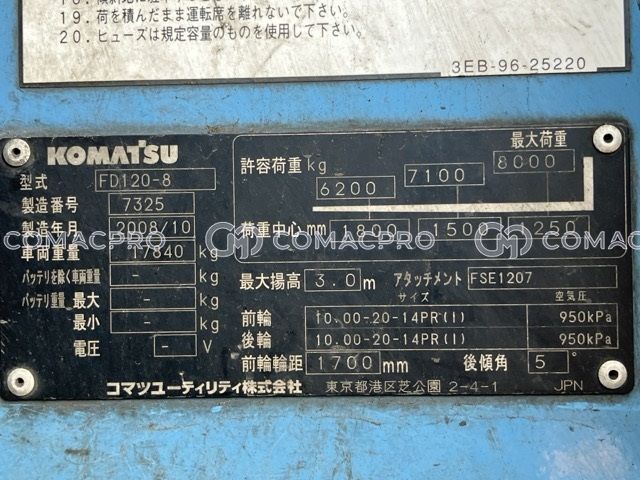 19. 荷を積んだまま運転席を離れないで下さい。
20. ヒューズは規定容量のものを使用して下さい。
3EB-96-25220
KOMATSU
型式 FD120-8
製造番号 7325
製造年月 2008/10
車両重量 17840 kg
バッテリを除く車両重量 - kg
バッテリ重量 最大 - kg
最小 - kg
電圧 - V
最大荷重
許容荷重 kg 6200 7100 8000
荷重中心 mm 1800 1500 1250
最大揚高 3.0 m アタッチメント FSE1207
サイズ 空気圧
前輪 10.00-20-14PR(I) 950kPa
後輪 10.00-20-14PR(I) 950kPa
前輪輪距 1700 mm 後傾角 5°
コマツユーティリティ株式会社 東京都港区芝公園 2-4-1 JPN
COMACPRO CM COMACPRO CM COMACPRO